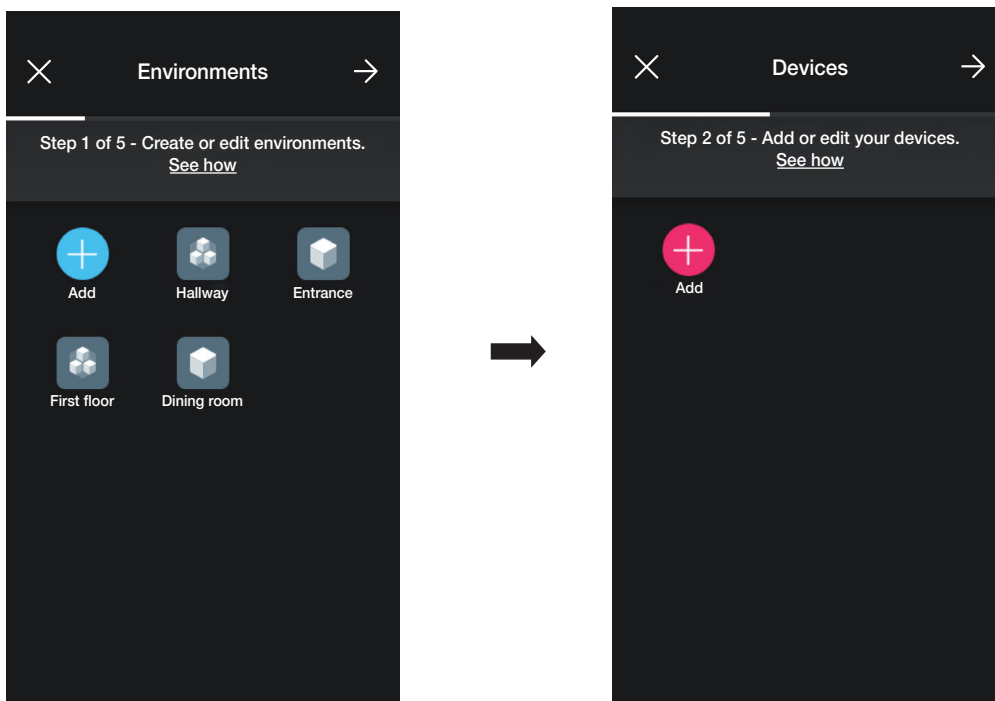 Environments
Step 1 of 5 - Create or edit environments.
See how
Add
Hallway
Entrance
First floor
Dining room
Devices
Step 2 of 5 - Add or edit your devices.
See how
Add